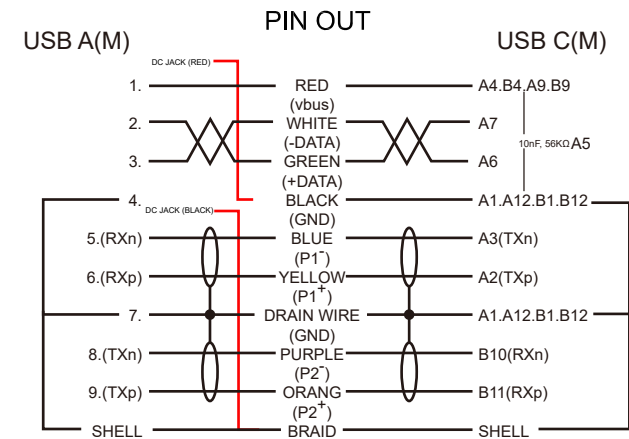 PIN OUT
USB A(M)
USB C(M)
DC JACK (RED)
1. RED A4.B4.A9.B9
(vbus)
2. WHITE A7
(-DATA)
10nF, 56KΩ A5
3. GREEN A6
(+DATA)
4. BLACK A1.A12.B1.B12
DC JACK (BLACK)
(GND)
5.(RXn) BLUE A3(TXn)
(P1-)
6.(RXp) YELLOW A2(TXp)
(P1+)
7. DRAIN WIRE A1.A12.B1.B12
(GND)
8.(TXn) PURPLE B10(RXn)
(P2-)
9.(TXp) ORANG B11(RXp)
(P2+)
SHELL BRAID SHELL